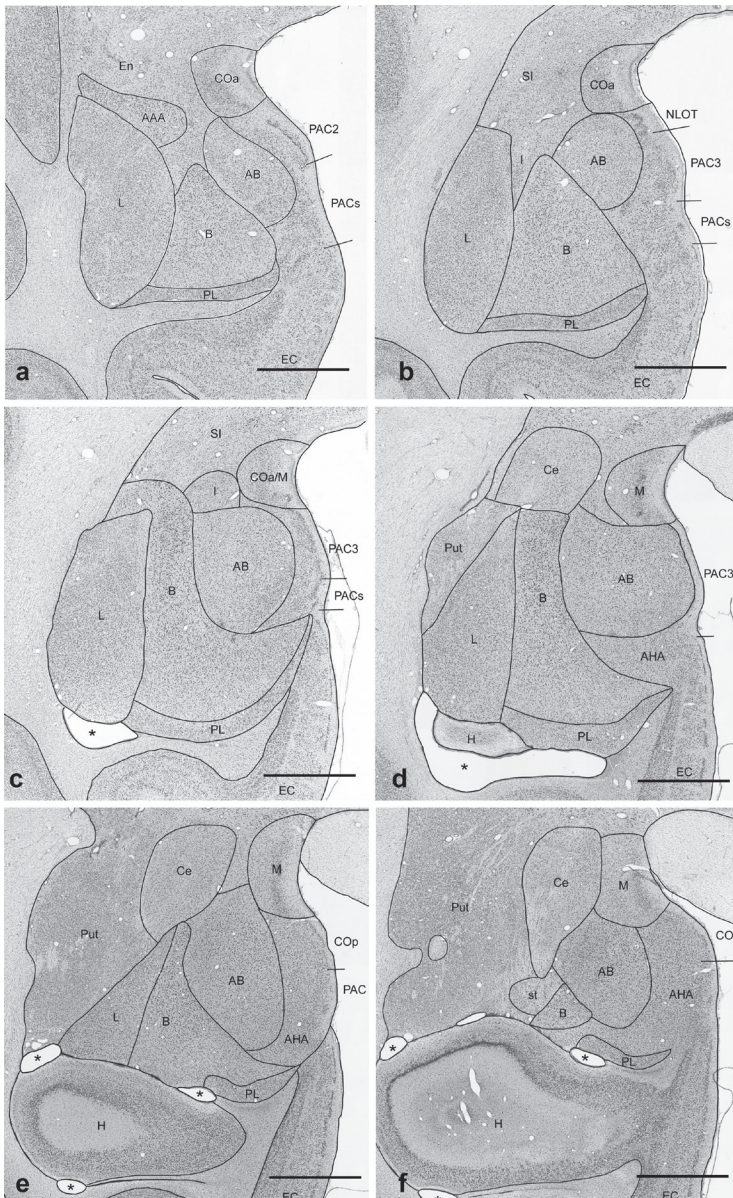 En
COa
AAA
PAC2
AB
L
PACs
B
PL
EC
a
SI
COa
NLOT
I
AB
PAC3
L
PACs
B
PL
EC
b
SI
I
COa/M
AB
PAC3
B
PACs
L
PL
*
EC
c
Ce
M
Put
AB
B
PAC3
L
AHA
H
PL
*
EC
d
Ce
M
Put
COp
AB
PAC
L
B
AHA
*
PL
*
H
*
EC
e
Ce
M
Put
CO
AB
AHA
st
B
*
*
PL
H
*
EC
f